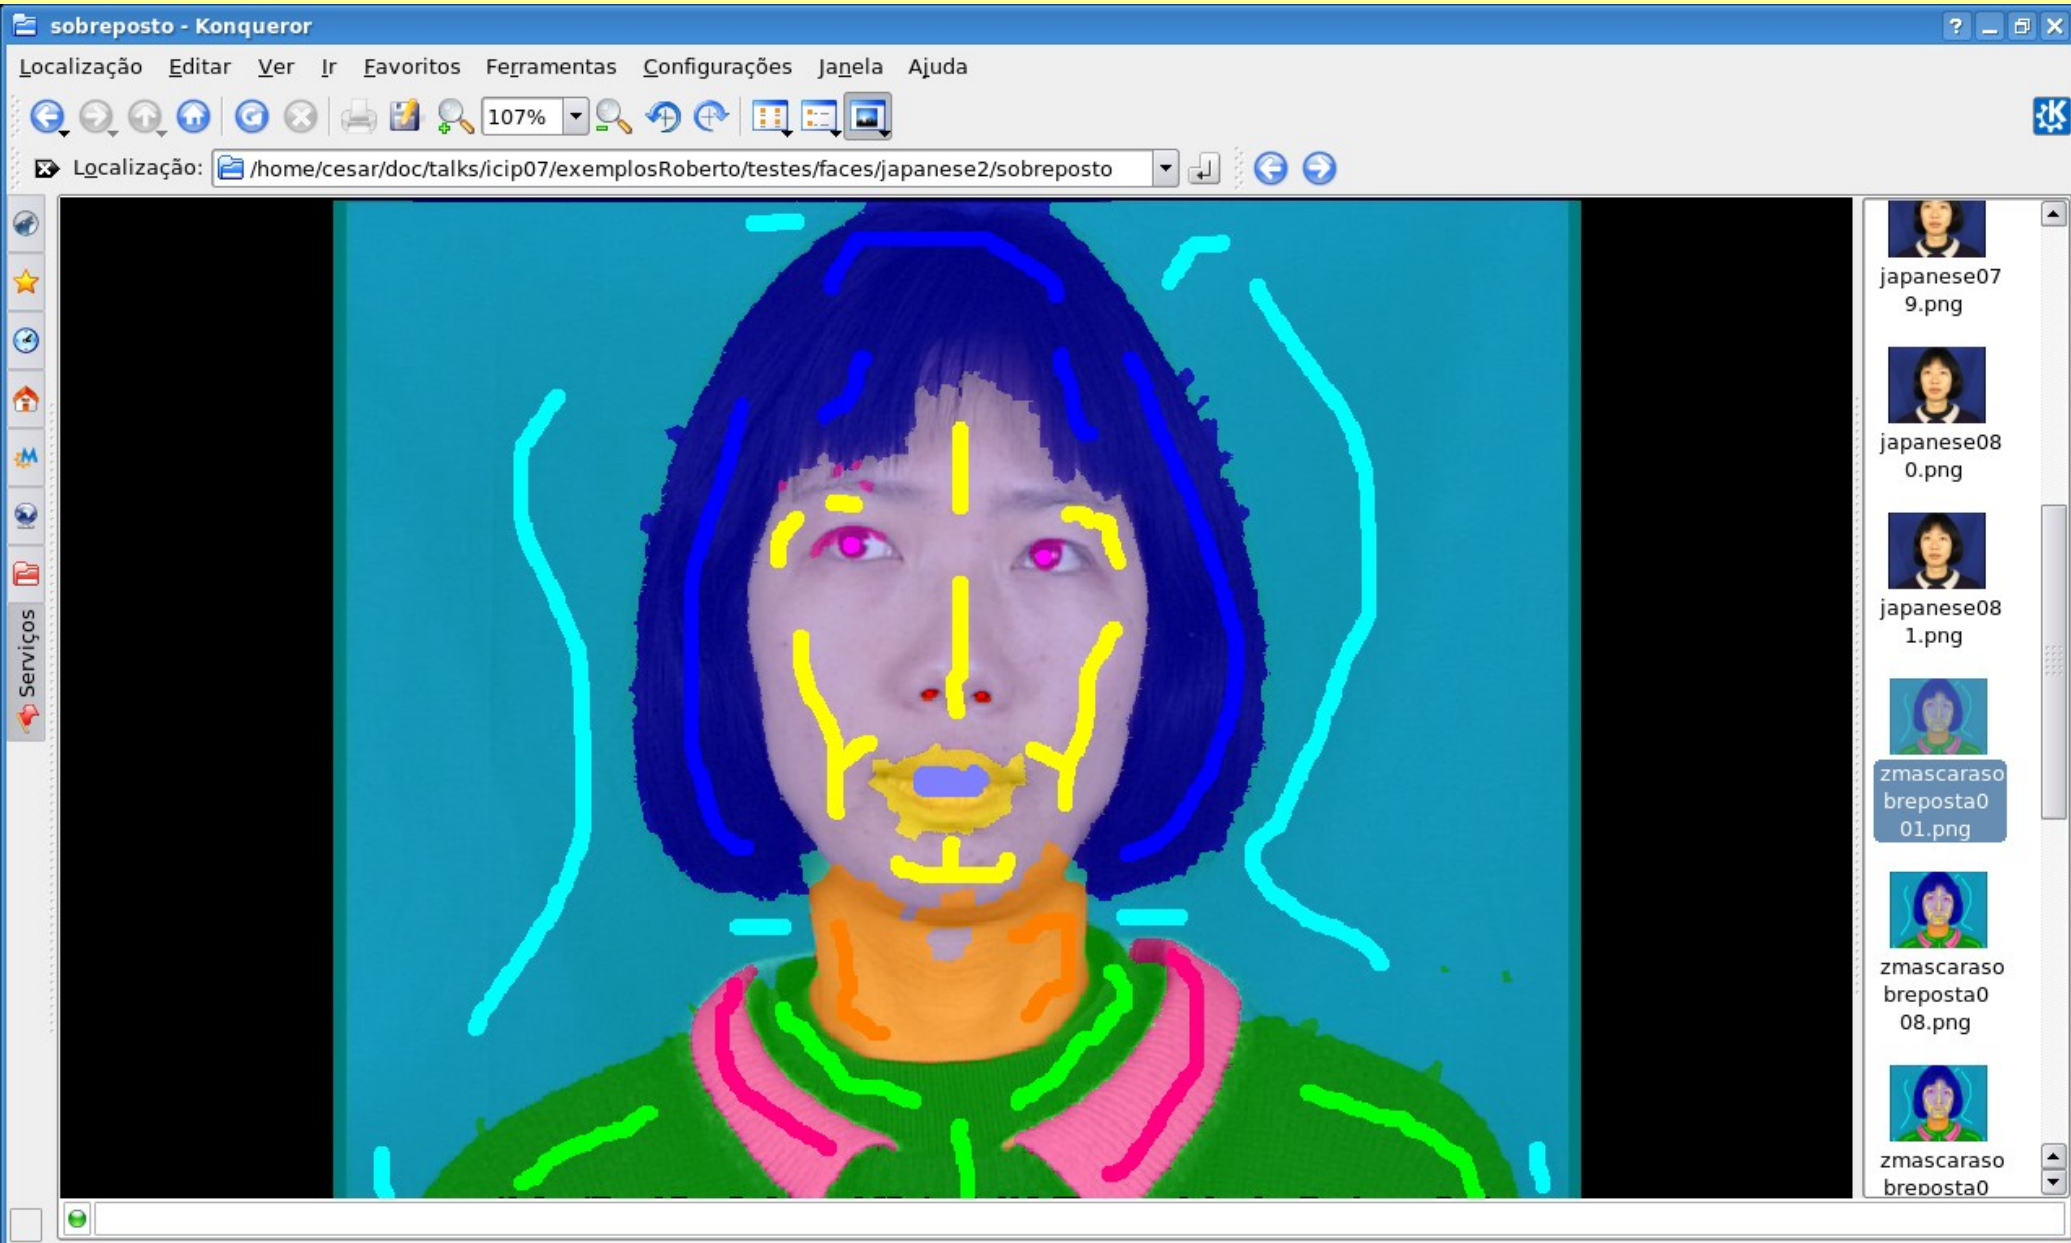 sobreposto - Konqueror
Localização Editar Ver Ir Favoritos Ferramentas Configurações Janela Ajuda
107%
Localização: /home/cesar/doc/talks/icip07/exemplosRoberto/testes/faces/japanese2/sobreposto
Serviços
japanese07
9.png
japanese08
0.png
japanese08
1.png
zmascaraso
breposta0
01.png
zmascaraso
breposta0
08.png
zmascaraso
breposta0